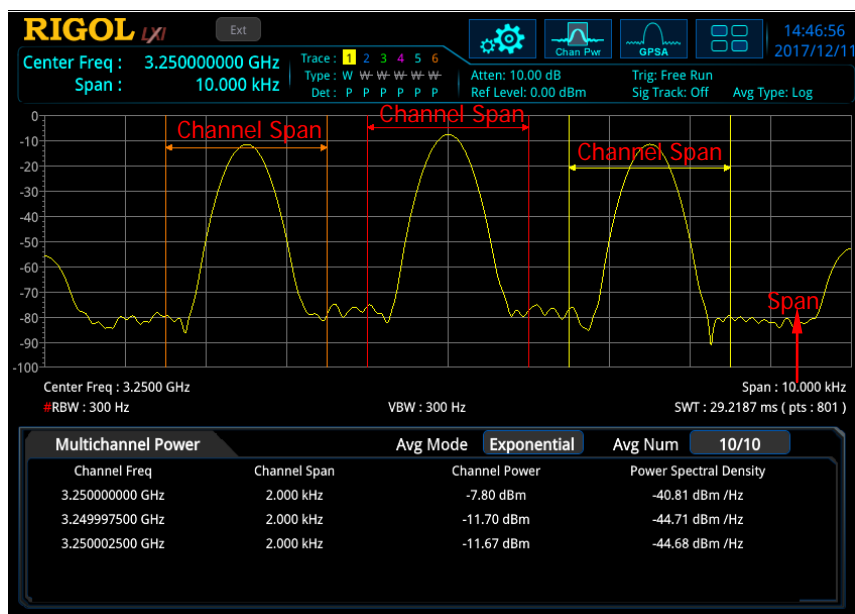 RIGOL LXI Ext Chan Pwr GPSA 14:46:56
2017/12/11
Center Freq : 3.250000000 GHz
Span : 10.000 kHz
Trace : 1 2 3 4 5 6
Type : W W W W W W
Det : P P P P P P
Atten: 10.00 dB
Ref Level: 0.00 dBm
Trig: Free Run
Sig Track: Off Avg Type: Log
Channel Span
Channel Span
Channel Span
0
-10
-20
-30
-40
-50
-60
-70
-80
-90
-100
Span
Center Freq : 3.2500 GHz Span : 10.000 kHz
#RBW : 300 Hz VBW : 300 Hz SWT : 29.2187 ms ( pts : 801 )
Multichannel Power Avg Mode Exponential Avg Num 10/10
Channel Freq Channel Span Channel Power Power Spectral Density
3.250000000 GHz 2.000 kHz -7.80 dBm -40.81 dBm /Hz
3.249997500 GHz 2.000 kHz -11.70 dBm -44.71 dBm /Hz
3.250002500 GHz 2.000 kHz -11.67 dBm -44.68 dBm /Hz